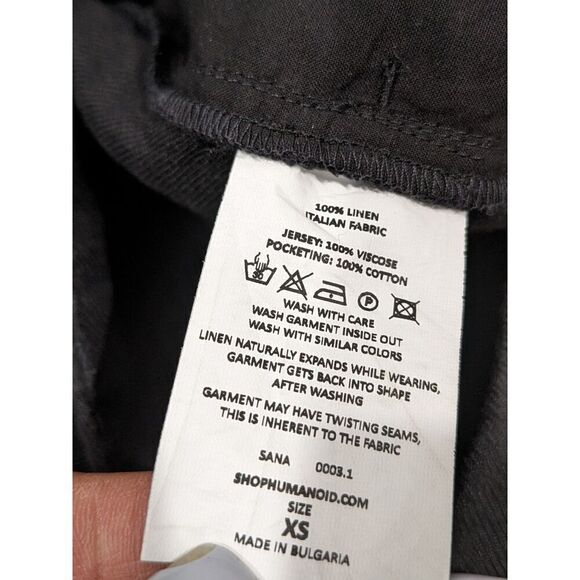 100% LINEN
ITALIAN FABRIC
JERSEY: 100% VISCOSE
POCKETING: 100% COTTON
30
P
WASH WITH CARE
WASH GARMENT INSIDE OUT
WASH WITH SIMILAR COLORS
LINEN NATURALLY EXPANDS WHILE WEARING,
GARMENT GETS BACK INTO SHAPE
AFTER WASHING
GARMENT MAY HAVE TWISTING SEAMS,
THIS IS INHERENT TO THE FABRIC
SANA 0003.1
SHOPHUMANOID.COM
SIZE
XS
MADE IN BULGARIA